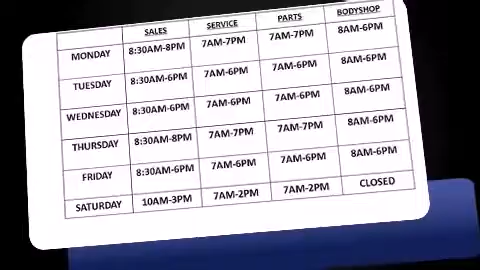 SALES SERVICE PARTS BODYSHOP
MONDAY 8:30AM-8PM 7AM-7PM 7AM-7PM 8AM-6PM
TUESDAY 8:30AM-6PM 7AM-6PM 7AM-6PM 8AM-6PM
WEDNESDAY 8:30AM-6PM 7AM-6PM 7AM-6PM 8AM-6PM
THURSDAY 8:30AM-8PM 7AM-7PM 7AM-7PM 8AM-6PM
FRIDAY 8:30AM-6PM 7AM-6PM 7AM-6PM 8AM-6PM
SATURDAY 10AM-3PM 7AM-2PM 7AM-2PM CLOSED